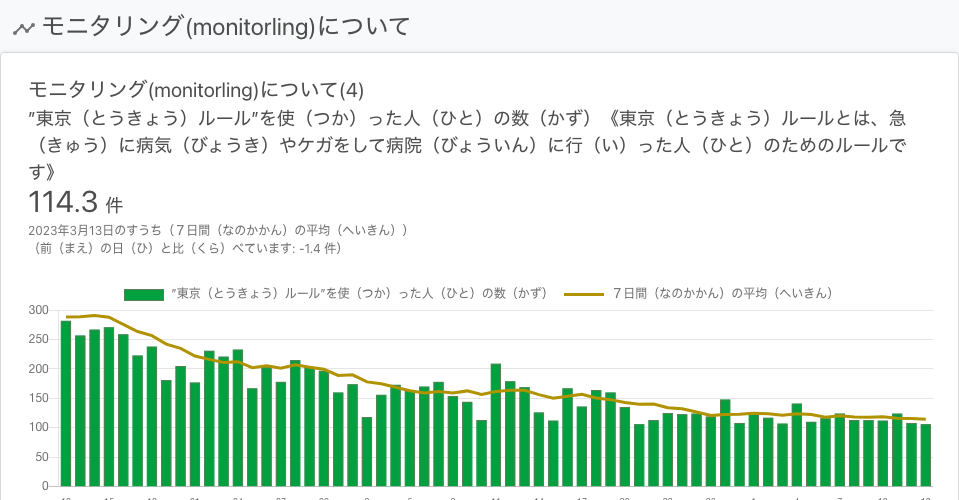 モニタリング(monitorling)について
モニタリング(monitorling)について(4)
”東京（とうきょう）ルール”を使（つか）った人（ひと）の数（かず）《東京（とうきょう）ルールとは、急
（きゅう）に病気（びょうき）やケガをして病院（びょういん）に行（い）った人（ひと）のためのルールで
す》
114.3 件
2023年3月13日のすうち（７日間（なのかかん）の平均（へいきん））
（前（まえ）の日（ひ）と比（くら）べています: -1.4 件）
”東京（とうきょう）ルール”を使（つか）った人（ひと）の数（かず） ７日間（なのかかん）の平均（へいきん）
300
250
200
150
100
50
0